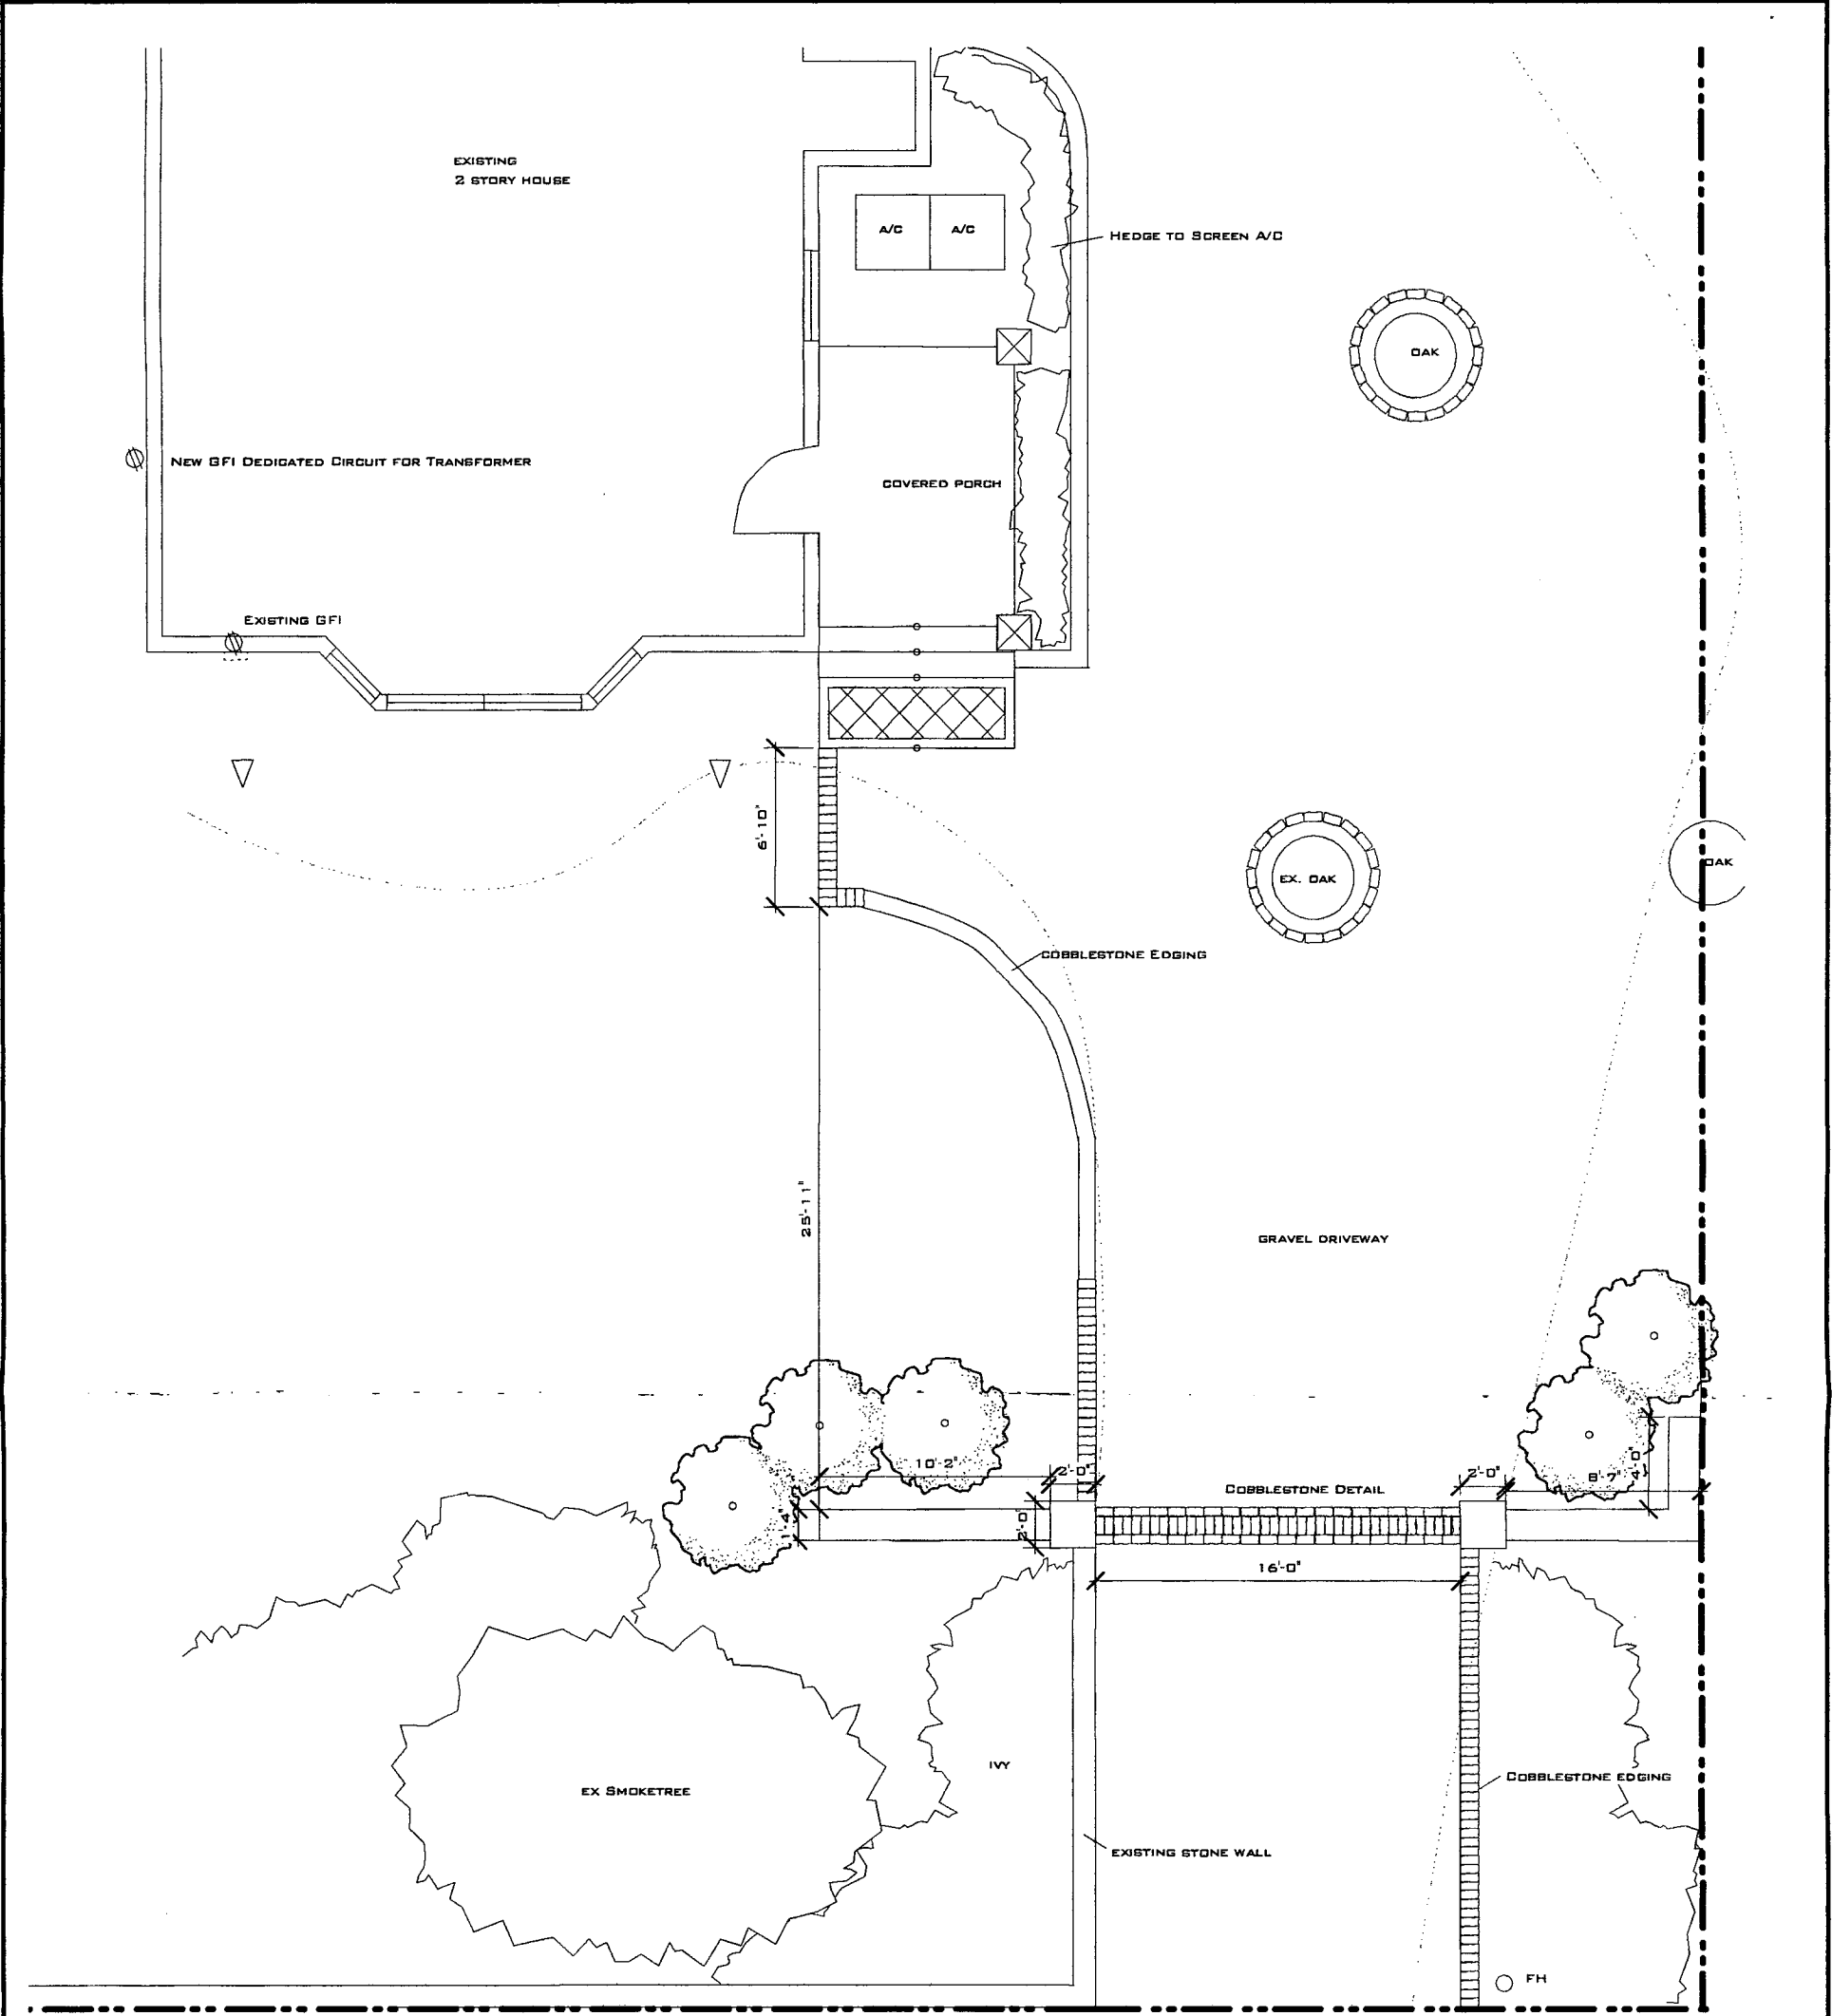 EXISTING
2 STORY HOUSE
A/C
A/C
HEDGE TO SCREEN A/C
OAK
NEW GFI DEDICATED CIRCUIT FOR TRANSFORMER
COVERED PORCH
EXISTING GFI
6'-10"
EX. OAK
OAK
COBBLESTONE EDGING
25'-11"
GRAVEL DRIVEWAY
10'-2"
2'-0"
2'-0"
8'-7"
4'-0"
COBBLESTONE DETAIL
1'-4"
2'-0"
16'-0"
IVY
EX SMOKETREE
COBBLESTONE EDGING
EXISTING STONE WALL
FH